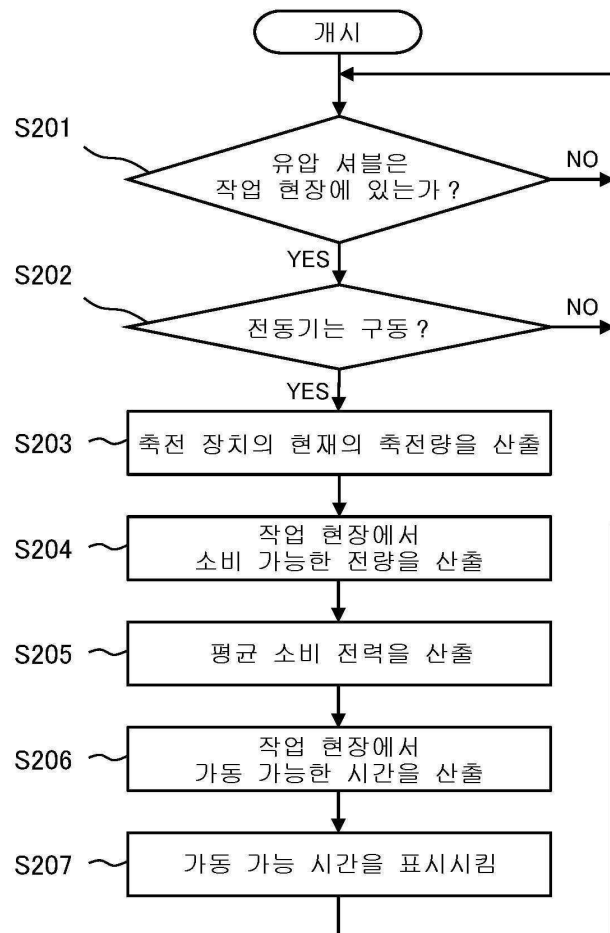 개시
S201
유압 셔블은
작업 현장에 있는가?
NO
YES
S202
전동기는 구동?
NO
YES
S203
축전 장치의 현재의 축전량을 산출
S204
작업 현장에서
소비 가능한 전량을 산출
S205
평균 소비 전력을 산출
S206
작업 현장에서
가동 가능한 시간을 산출
S207
가동 가능 시간을 표시시킴